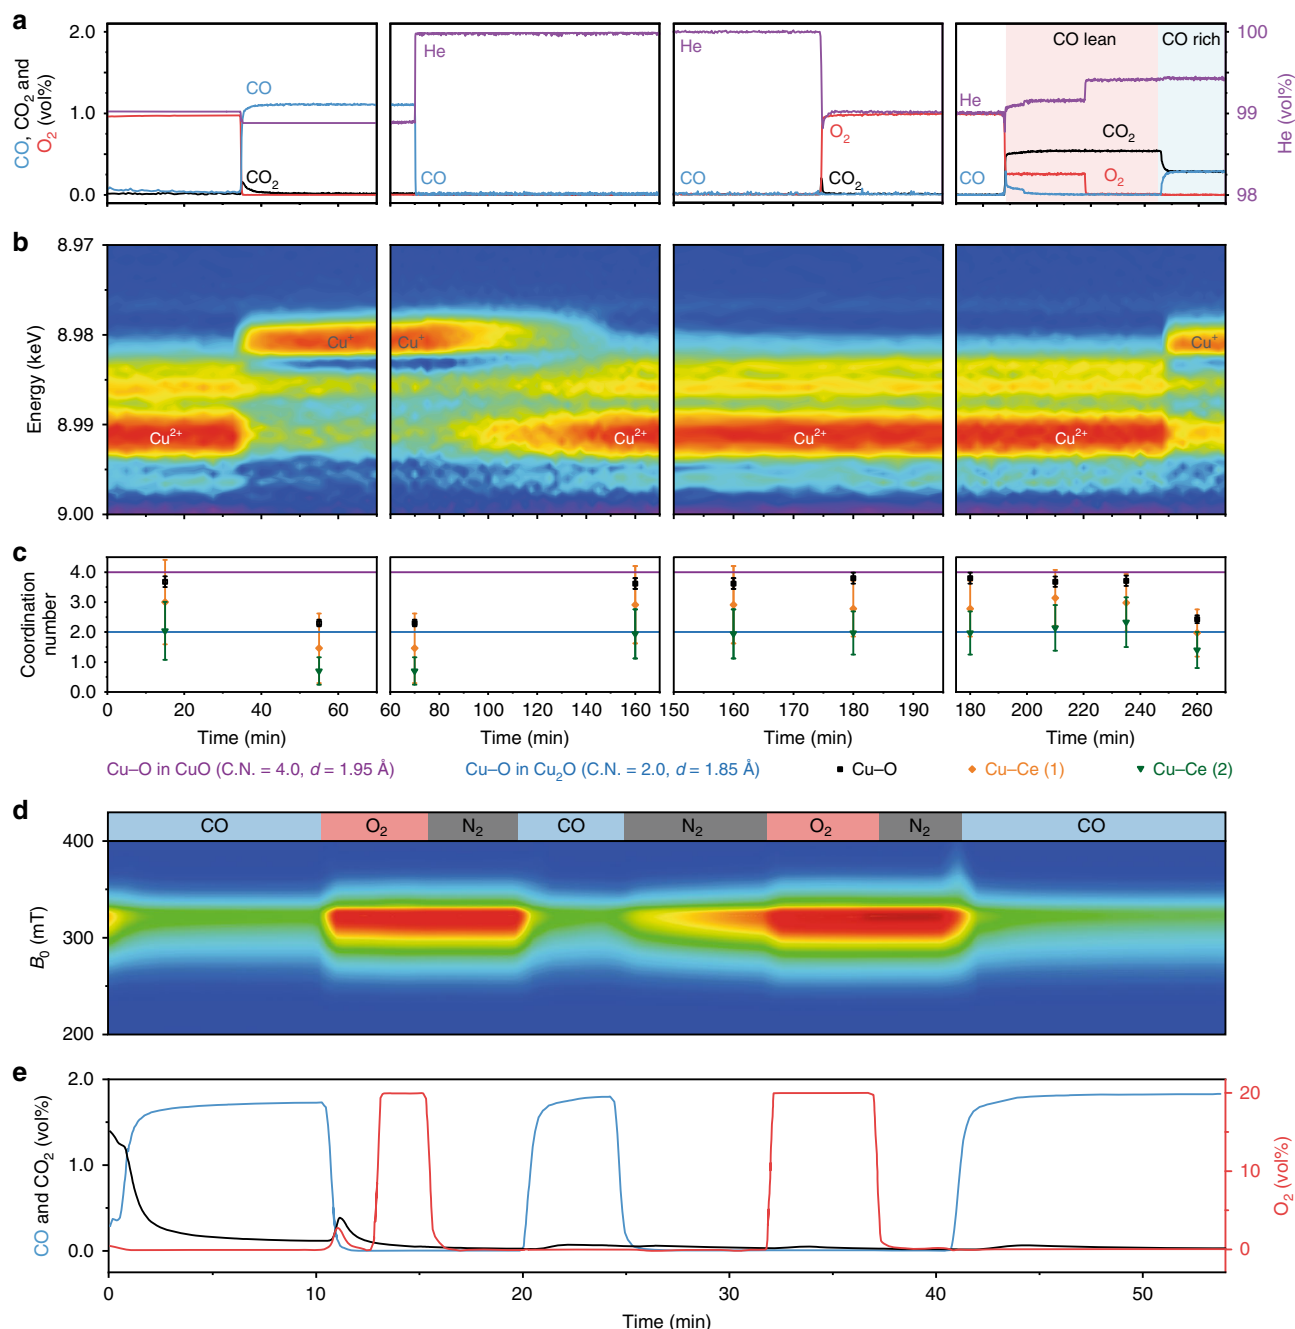 a
2.0
1.0
0.0
CO, CO2 and
O2 (vol%)
CO
CO2
He
CO
He
CO
O2
CO2
CO lean
CO rich
He
CO
CO2
O2
100
99
98
He (vol%)
b
8.97
8.98
8.99
9.00
Energy (keV)
Cu2+
Cu+
Cu+
Cu2+
Cu2+
Cu2+
Cu+
c
4.0
3.0
2.0
1.0
0.0
Coordination
number
0 20 40 60
60 80 100 120 140 160
150 160 170 180 190
180 200 220 240 260
Time (min) Time (min) Time (min) Time (min)
Cu–O in CuO (C.N. = 4.0, d = 1.95 Å) Cu–O in Cu2O (C.N. = 2.0, d = 1.85 Å) Cu–O Cu–Ce (1) Cu–Ce (2)
d
CO O2 N2 CO N2 O2 N2 CO
400
300
200
B0 (mT)
e
2.0
1.0
0.0
CO and CO2 (vol%)
20
10
0
O2 (vol%)
0 10 20 30 40 50
Time (min)